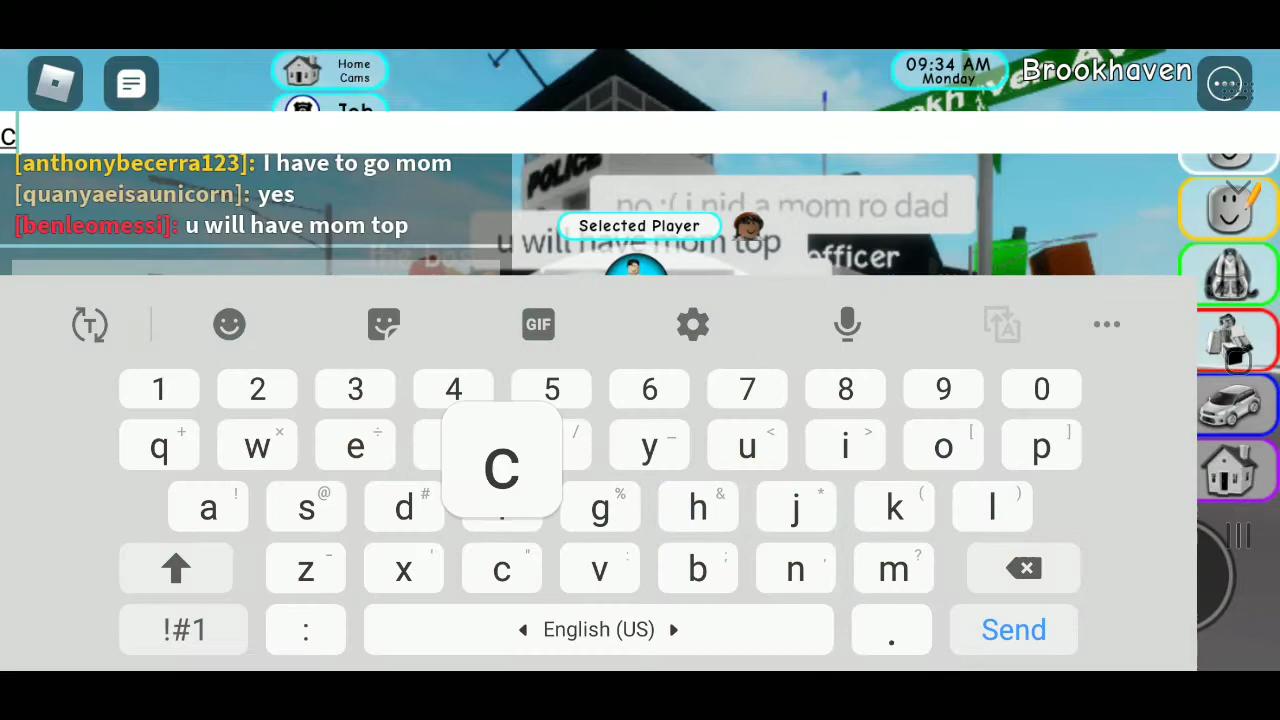 Home
Cams
09:34 AM
Monday
Brookhaven
Job
c
[anthonybecerra123]: I have to go mom
[quanyaeisaunicorn]: yes
[benleomessi]: u will have mom top
POLICE
no :( i nid a mom ro dad
Selected Player
u will have mom top
officer
GIF
1 2 3 4 5 6 7 8 9 0
q + w × e ÷ / y _ u < i > o [ p ]
c
a ! s @ d # g % h & j * k ( l )
z - x ' c " v : b ; n , m ?
!#1 : English (US) . Send